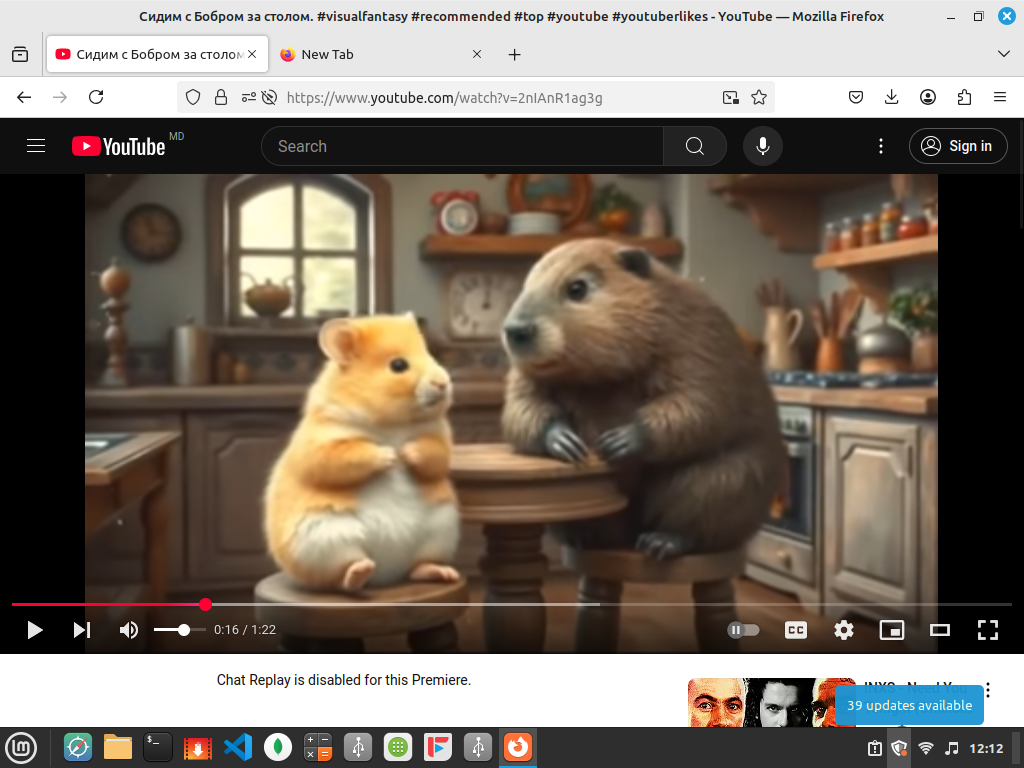 Сидим с Бобром за столом. #visualfantasy #recommended #top #youtube #youtuberlikes - YouTube — Mozilla Firefox
Сидим с Бобром за столом
New Tab
https://www.youtube.com/watch?v=2nIAnR1ag3g
YouTube MD
Search
Sign in
0:16 / 1:22
CC
Chat Replay is disabled for this Premiere.
INXS - Need You
39 updates available
12:12